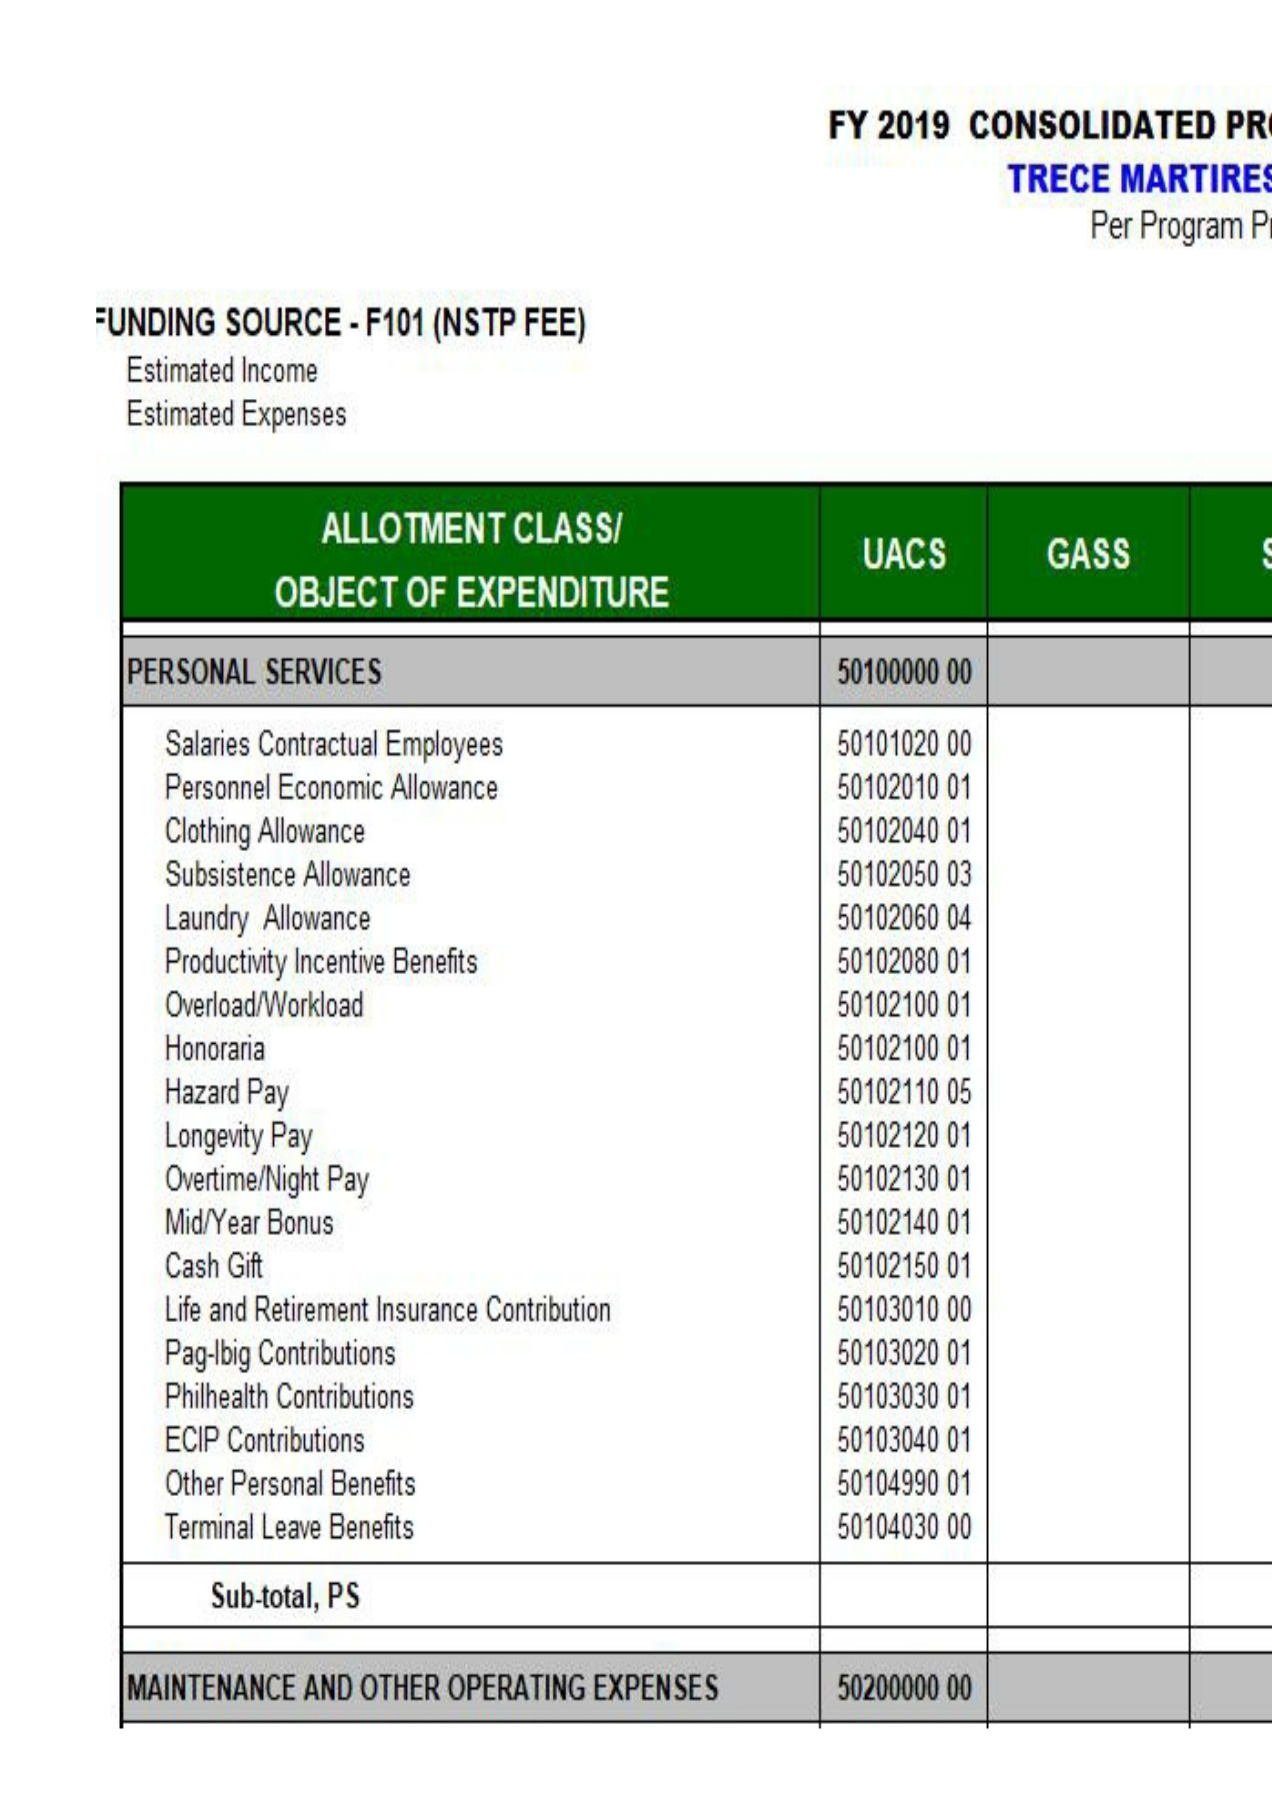 FY 2019 CONSOLIDATED
TRECE MARTIRES
Per Program
FUNDING SOURCE - F101 (NSTP FEE)
Estimated Income
Estimated Expenses
ALLOTMENT CLASS/
OBJECT OF EXPENDITURE
UACS GASS
PERSONAL SERVICES 50100000 00
Salaries Contractual Employees 50101020 00
Personnel Economic Allowance 50102010 01
Clothing Allowance 50102040 01
Subsistence Allowance 50102050 03
Laundry Allowance 50102060 04
Productivity Incentive Benefits 50102080 01
Overload/Workload 50102100 01
Honoraria 50102100 01
Hazard Pay 50102110 05
Longevity Pay 50102120 01
Overtime/Night Pay 50102130 01
Mid/Year Bonus 50102140 01
Cash Gift 50102150 01
Life and Retirement Insurance Contribution 50103010 00
Pag-Ibig Contributions 50103020 01
Philhealth Contributions 50103030 01
ECIP Contributions 50103040 01
Other Personal Benefits 50104990 01
Terminal Leave Benefits 50104030 00
Sub-total, PS
MAINTENANCE AND OTHER OPERATING EXPENSES 50200000 00